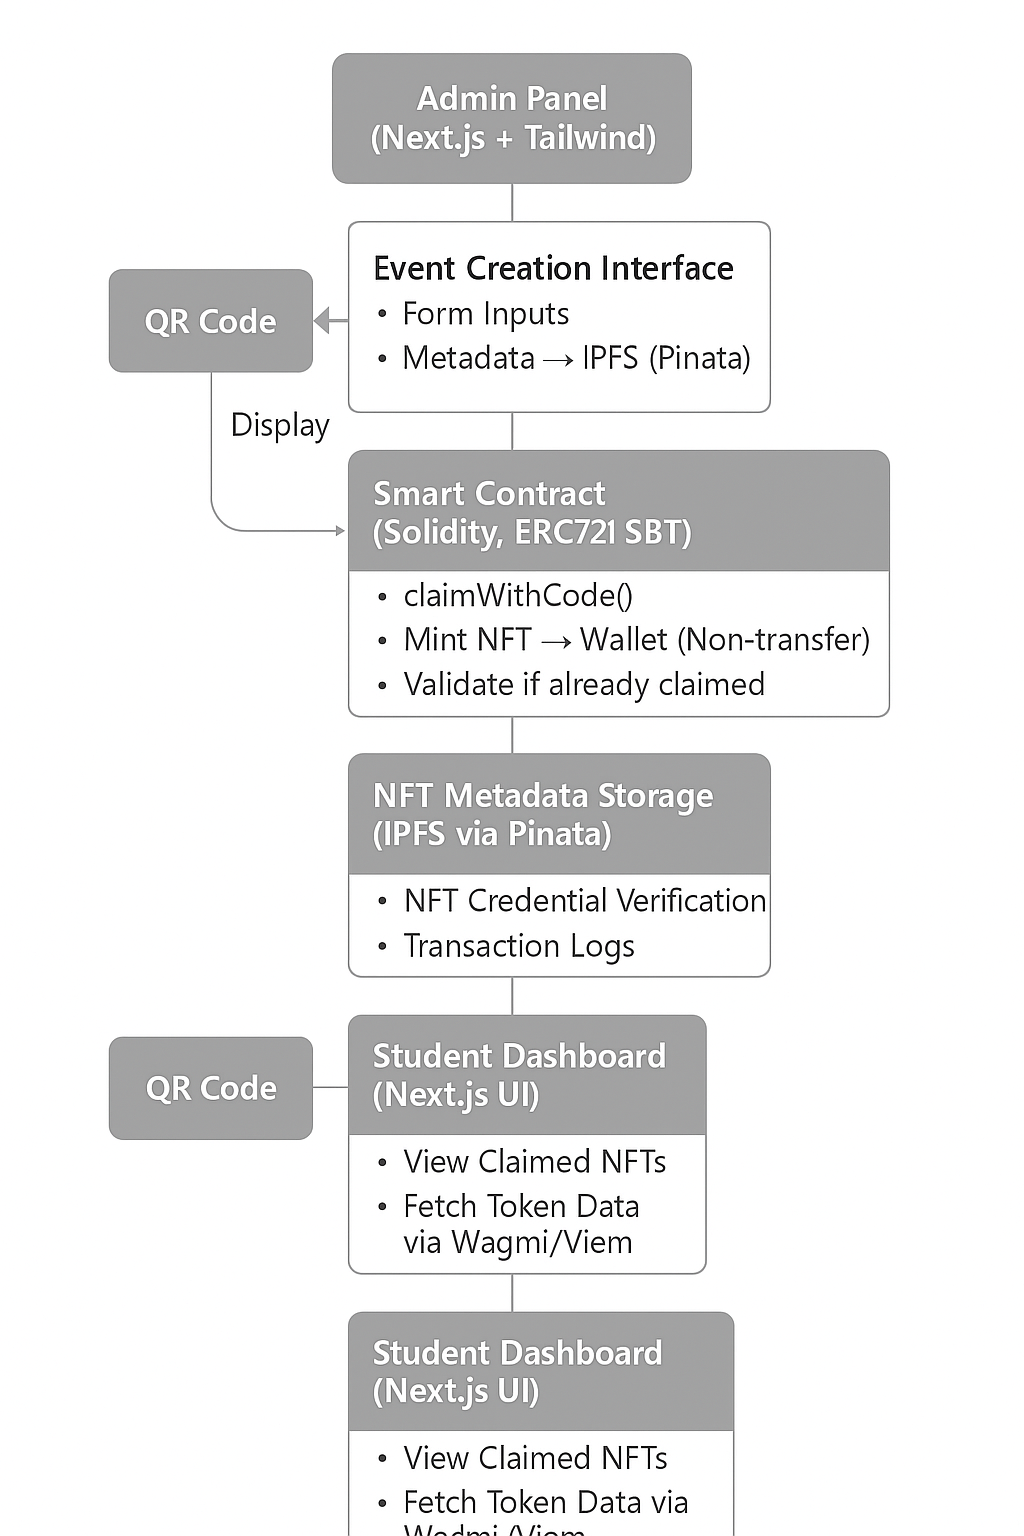 Admin Panel
(Next.js + Tailwind)
Event Creation Interface
• Form Inputs
• Metadata → IPFS (Pinata)
QR Code
Display
Smart Contract
(Solidity, ERC721 SBT)
• claimWithCode()
• Mint NFT → Wallet (Non-transfer)
• Validate if already claimed
NFT Metadata Storage
(IPFS via Pinata)
• NFT Credential Verification
• Transaction Logs
QR Code
Student Dashboard
(Next.js UI)
• View Claimed NFTs
• Fetch Token Data
via Wagmi/Viem
Student Dashboard
(Next.js UI)
• View Claimed NFTs
• Fetch Token Data via